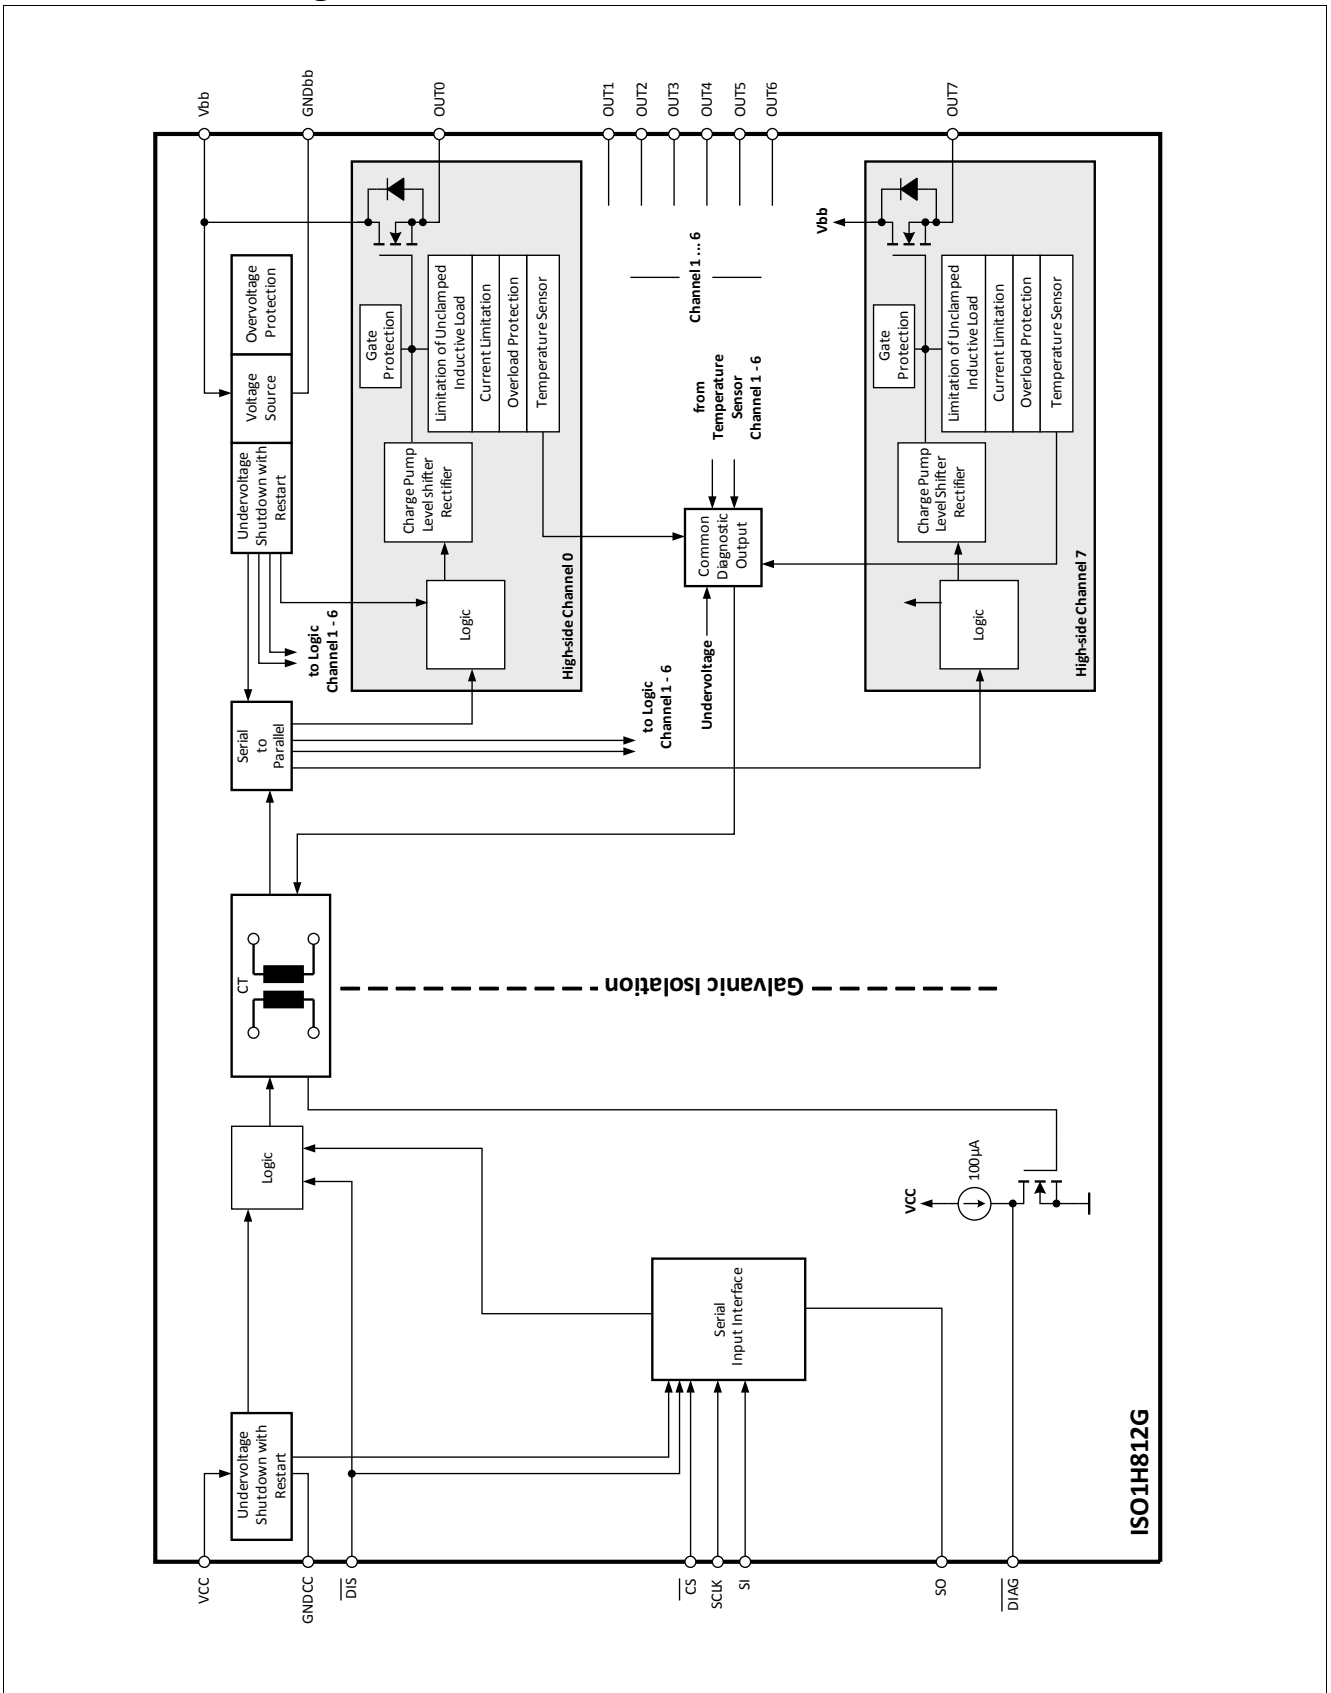 VCC
GNDCC
DIS
CS
SCLK
SI
SO
DIAG
Undervoltage
Shutdown with
Restart
Logic
Serial
Input Interface
VCC
100µA
CT
Galvanic Isolation
Serial
to
Parallel
Undervoltage
Shutdown with
Restart
Voltage
Source
Overvoltage
Protection
to Logic
Channel 1 - 6
Logic
Charge Pump
Level shifter
Rectifier
Gate
Protection
Limitation of Unclamped
Inductive Load
Current Limitation
Overload Protection
Temperature Sensor
High-side Channel 0
to Logic
Channel 1 - 6
Undervoltage
Common
Diagnostic
Output
from
Temperature
Sensor
Channel 1 - 6
Channel 1 ... 6
Logic
Charge Pump
Level Shifter
Rectifier
Gate
Protection
Limitation of Unclamped
Inductive Load
Current Limitation
Overload Protection
Temperature Sensor
Vbb
High-side Channel 7
Vbb
GNDbb
OUT0
OUT1
OUT2
OUT3
OUT4
OUT5
OUT6
OUT7
ISO1H812G